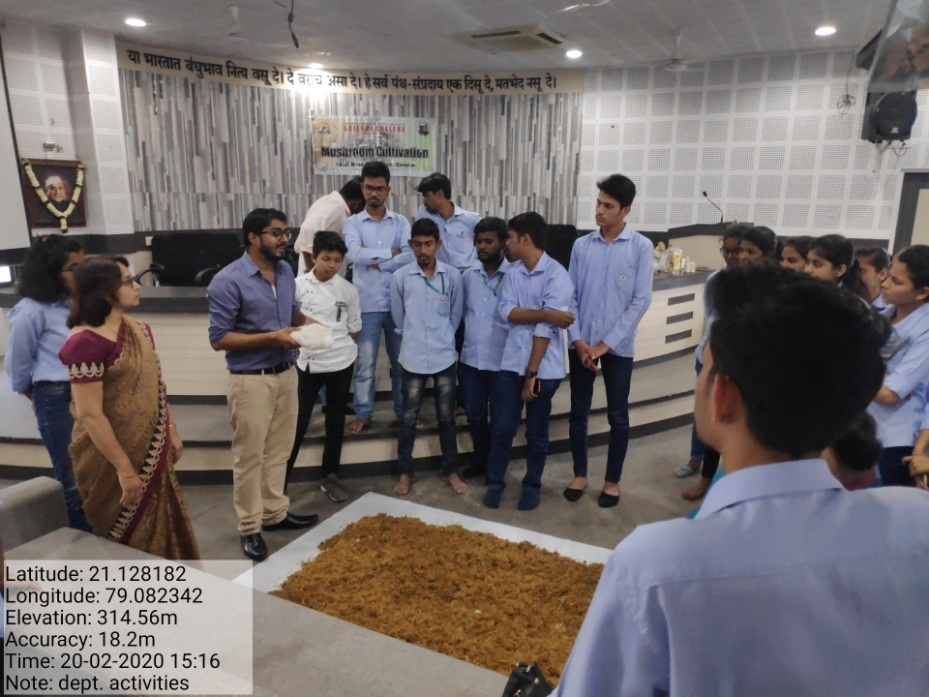 या भारतात बंधुभाव नित्य वसू दे। दे वरचि असा दे। हे सर्व पंथ-संप्रदाय एक दिसू दे, मतभेद नसू दे।
Mushroom Cultivation
Latitude: 21.128182
Longitude: 79.082342
Elevation: 314.56m
Accuracy: 18.2m
Time: 20-02-2020 15:16
Note: dept. activities